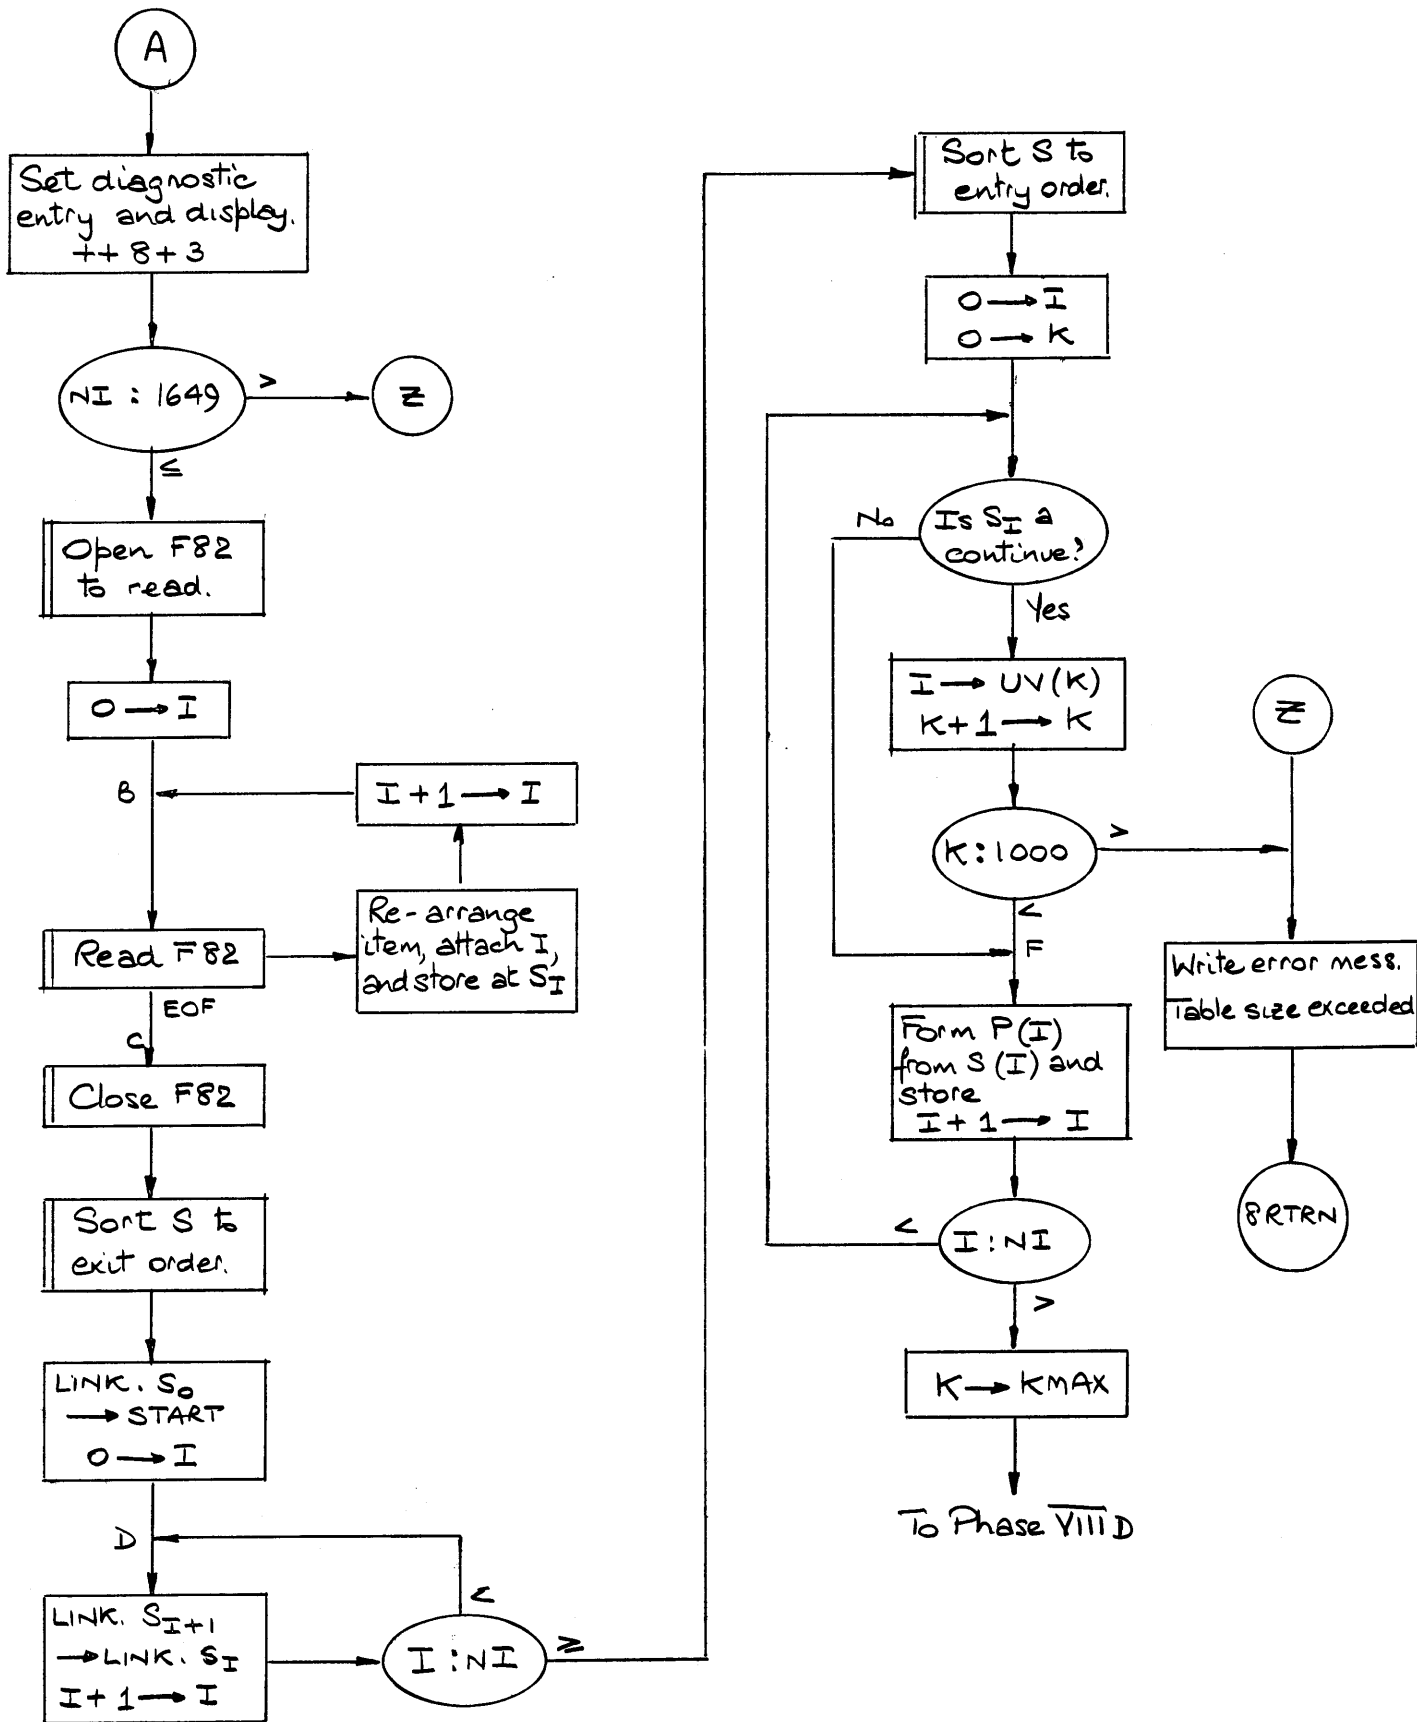 A
Set diagnostic
entry and display.
++ 8+3
NI : 1649
>
Z
≤
Open F82
to read.
0 → I
B
I + 1 → I
Re-arrange
item, attach I,
and store at S_I
Read F82
EOF
C
Close F82
Sort S to
exit order.
LINK. S_0
→ START
0 → I
D
LINK. S_{I+1}
→ LINK. S_I
I + 1 → I
<
I : NI
≥
Sort S to
entry order.
0 → I
0 → K
No
Is S_I a
continue?
Yes
I → UV(K)
K+1 → K
K : 1000
>
<
F
Form P(I)
from S(I) and
store
I + 1 → I
<
I : NI
>
K → KMAX
To Phase VIII D
Z
Write error mess.
Table size exceeded
8RTRN